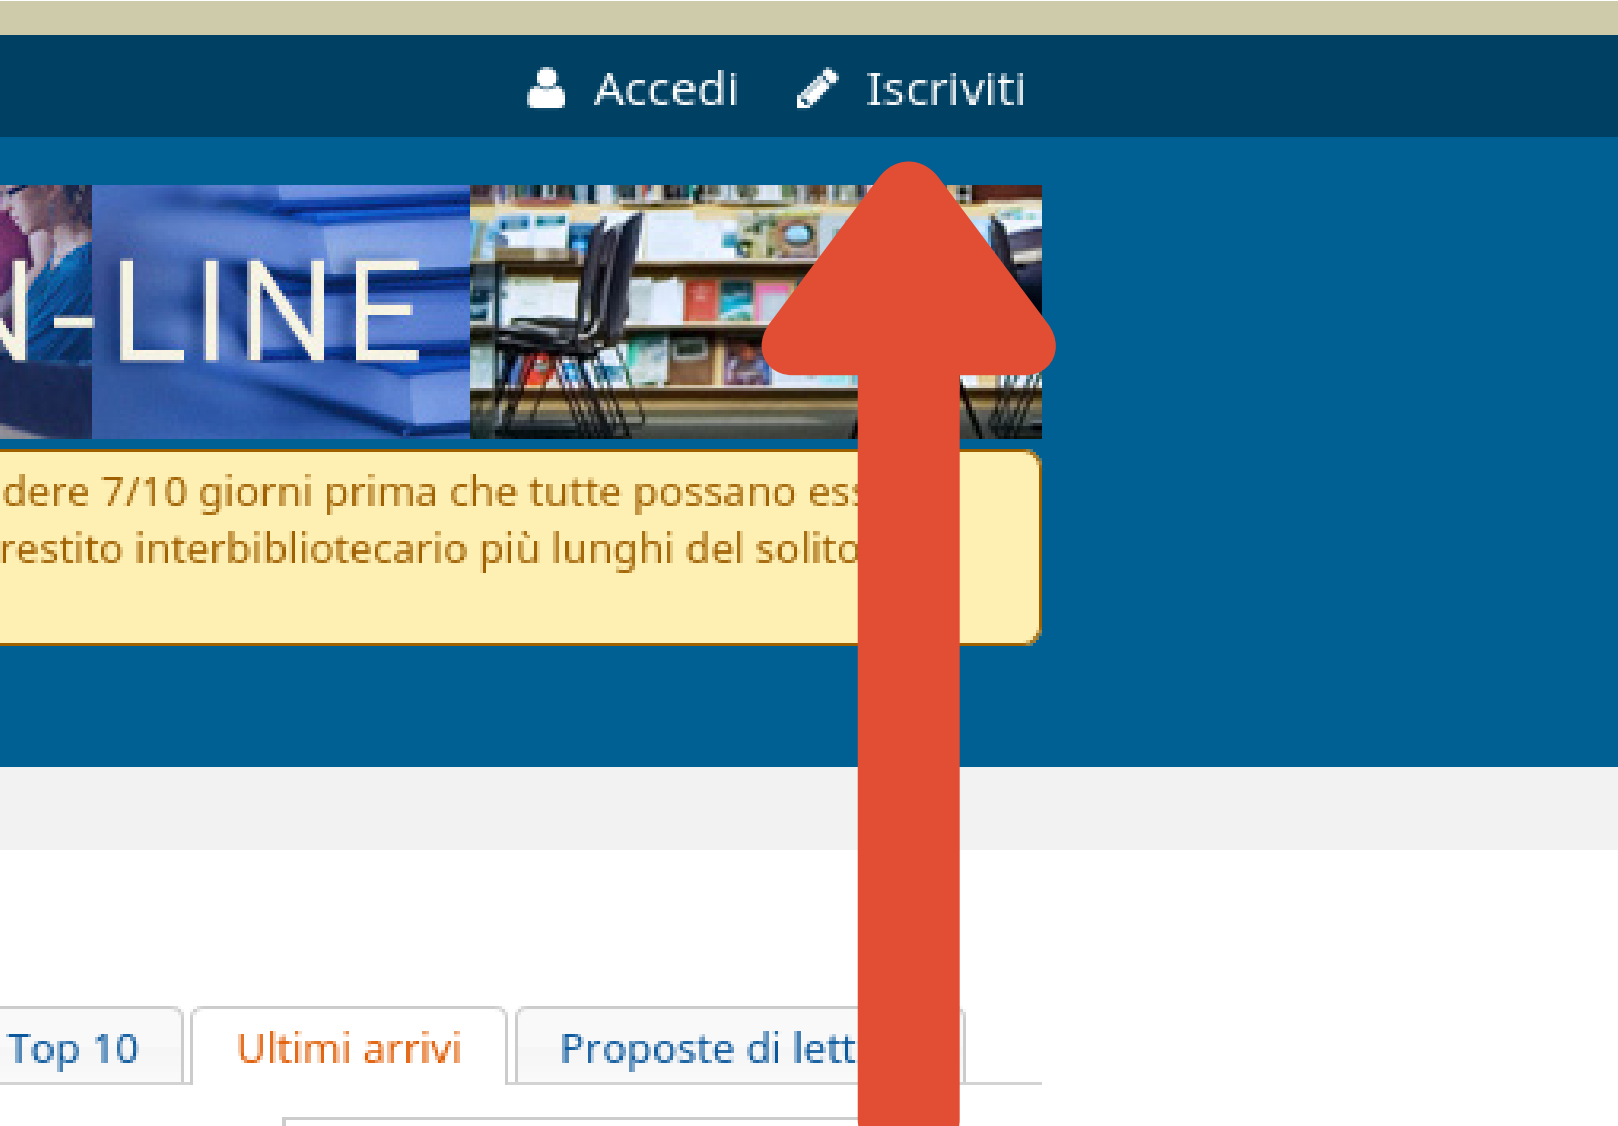 Accedi Iscriviti
N-LINE
dere 7/10 giorni prima che tutte possano
restito interbibliotecario più lunghi del solito
Top 10 Ultimi arrivi Proposte di lett